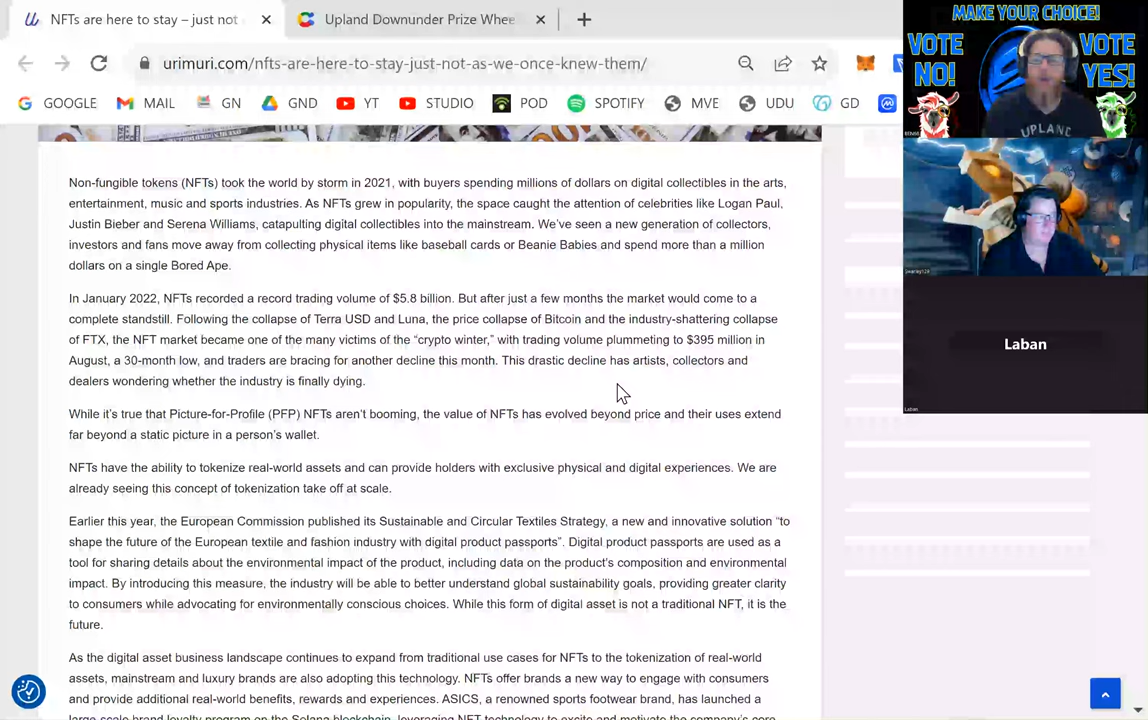 NFTs are here to stay – just not
Upland Downunder Prize Whee
urimuri.com/nfts-are-here-to-stay-just-not-as-we-once-knew-them/
GOOGLE MAIL GN GND YT STUDIO POD SPOTIFY MVE UDU GD
MAKE YOUR CHOICE!
VOTE NO!
VOTE YES!
UPLAND
Laban
Laban
Non-fungible tokens (NFTs) took the world by storm in 2021, with buyers spending millions of dollars on digital collectibles in the arts,
entertainment, music and sports industries. As NFTs grew in popularity, the space caught the attention of celebrities like Logan Paul,
Justin Bieber and Serena Williams, catapulting digital collectibles into the mainstream. We've seen a new generation of collectors,
investors and fans move away from collecting physical items like baseball cards or Beanie Babies and spend more than a million
dollars on a single Bored Ape.
In January 2022, NFTs recorded a record trading volume of $5.8 billion. But after just a few months the market would come to a
complete standstill. Following the collapse of Terra USD and Luna, the price collapse of Bitcoin and the industry-shattering collapse
of FTX, the NFT market became one of the many victims of the “crypto winter,” with trading volume plummeting to $395 million in
August, a 30-month low, and traders are bracing for another decline this month. This drastic decline has artists, collectors and
dealers wondering whether the industry is finally dying.
While it's true that Picture-for-Profile (PFP) NFTs aren't booming, the value of NFTs has evolved beyond price and their uses extend
far beyond a static picture in a person's wallet.
NFTs have the ability to tokenize real-world assets and can provide holders with exclusive physical and digital experiences. We are
already seeing this concept of tokenization take off at scale.
Earlier this year, the European Commission published its Sustainable and Circular Textiles Strategy, a new and innovative solution “to
shape the future of the European textile and fashion industry with digital product passports”. Digital product passports are used as a
tool for sharing details about the environmental impact of the product, including data on the product's composition and environmental
impact. By introducing this measure, the industry will be able to better understand global sustainability goals, providing greater clarity
to consumers while advocating for environmentally conscious choices. While this form of digital asset is not a traditional NFT, it is the
future.
As the digital asset business landscape continues to expand from traditional use cases for NFTs to the tokenization of real-world
assets, mainstream and luxury brands are also adopting this technology. NFTs offer brands a new way to engage with consumers
and provide additional real-world benefits, rewards and experiences. ASICS, a renowned sports footwear brand, has launched a
large-scale brand loyalty program on the Solana blockchain, leveraging NFT technology to excite and motivate the company's core